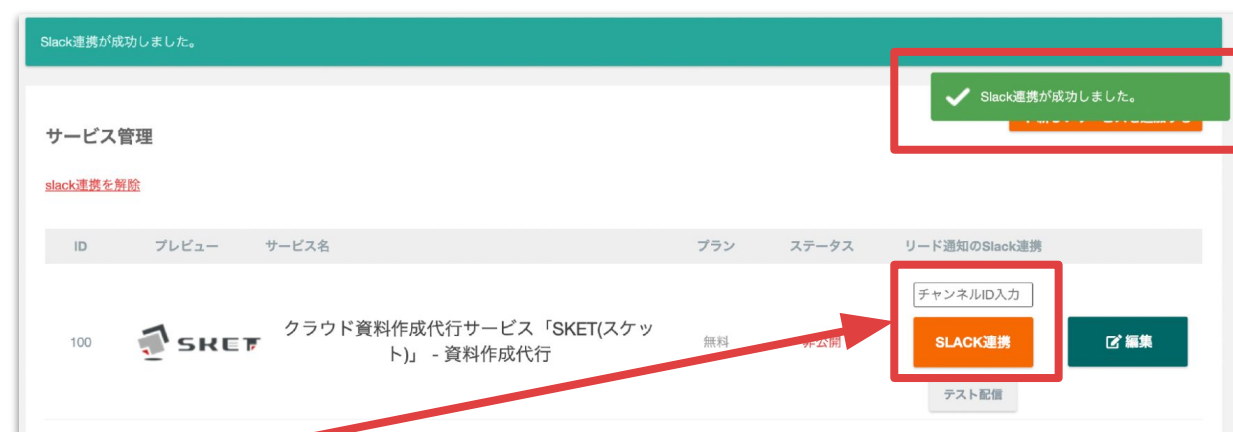 Slack連携が成功しました。
Slack連携が成功しました。
サービス管理
slack連携を解除
ID プレビュー サービス名 プラン ステータス リード通知のSlack連携
チャンネルID入力
100 SKET クラウド資料作成代行サービス「SKET(スケッ
ト)」 - 資料作成代行 無料 非公開 SLACK連携 編集
テスト配信